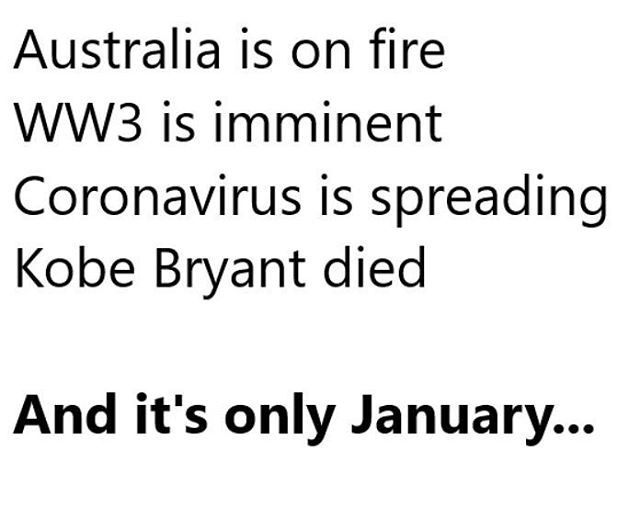 Australia is on fire
WW3 is imminent
Coronavirus is spreading
Kobe Bryant died
And it's only January...